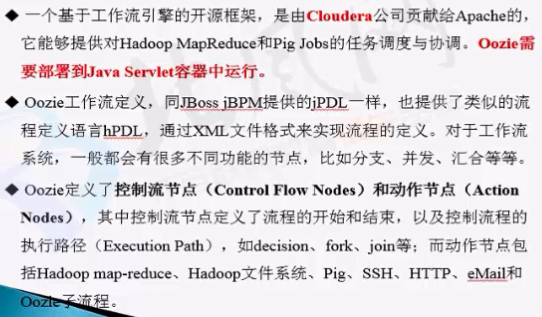 ◆ 一个基于工作流引擎的开源框架，是由Cloudera公司贡献给Apache的，
它能够提供对Hadoop MapReduce和Pig Jobs的任务调度与协调。Oozie需
要部署到Java Servlet容器中运行。
◆ Oozie工作流定义，同JBoss jBPM提供的jPDL一样，也提供了类似的流
程定义语言hPDL，通过XML文件格式来实现流程的定义。对于工作流
系统，一般都会有很多不同功能的节点，比如分支、并发、汇合等等。
◆ Oozie定义了控制流节点（Control Flow Nodes）和动作节点（Action
Nodes），其中控制流节点定义了流程的开始和结束，以及控制流程的
执行路径（Execution Path），如decision、fork、join等；而动作节点包
括Hadoop map-reduce、Hadoop文件系统、Pig、SSH、HTTP、eMail和
Oozie子流程。